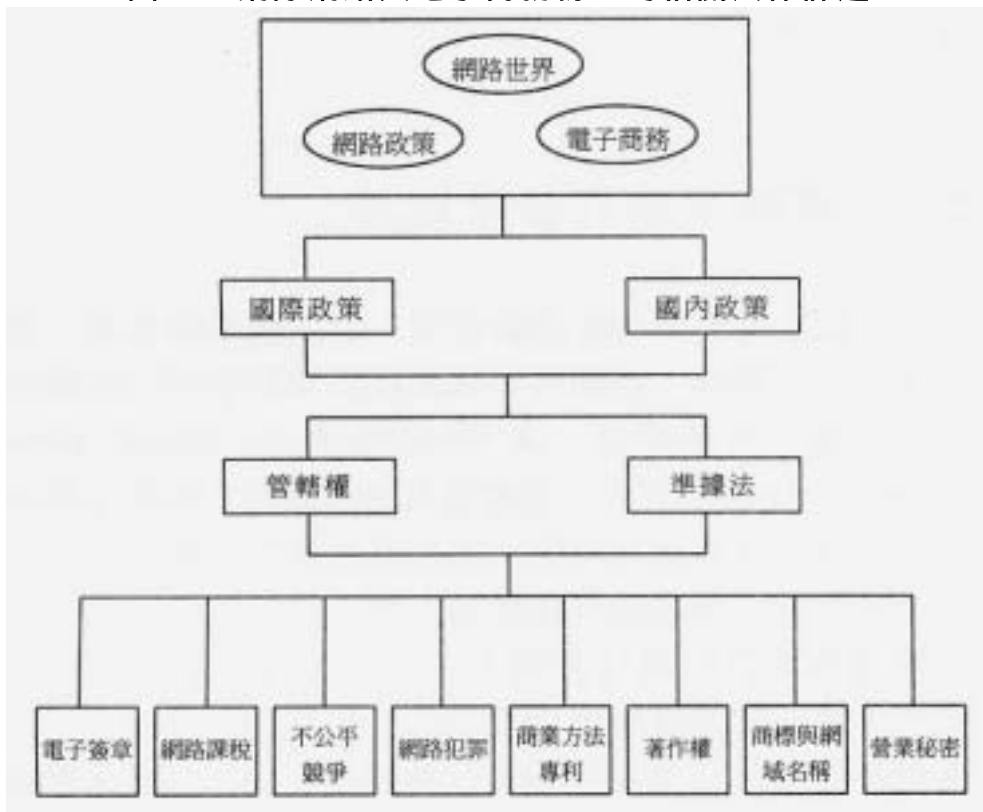 網路世界
網路政策
電子商務
國際政策
國內政策
管轄權
準據法
電子簽章
網路課稅
不公平
競爭
網路犯罪
商業方法
專利
著作權
商標與網
域名稱
營業秘密